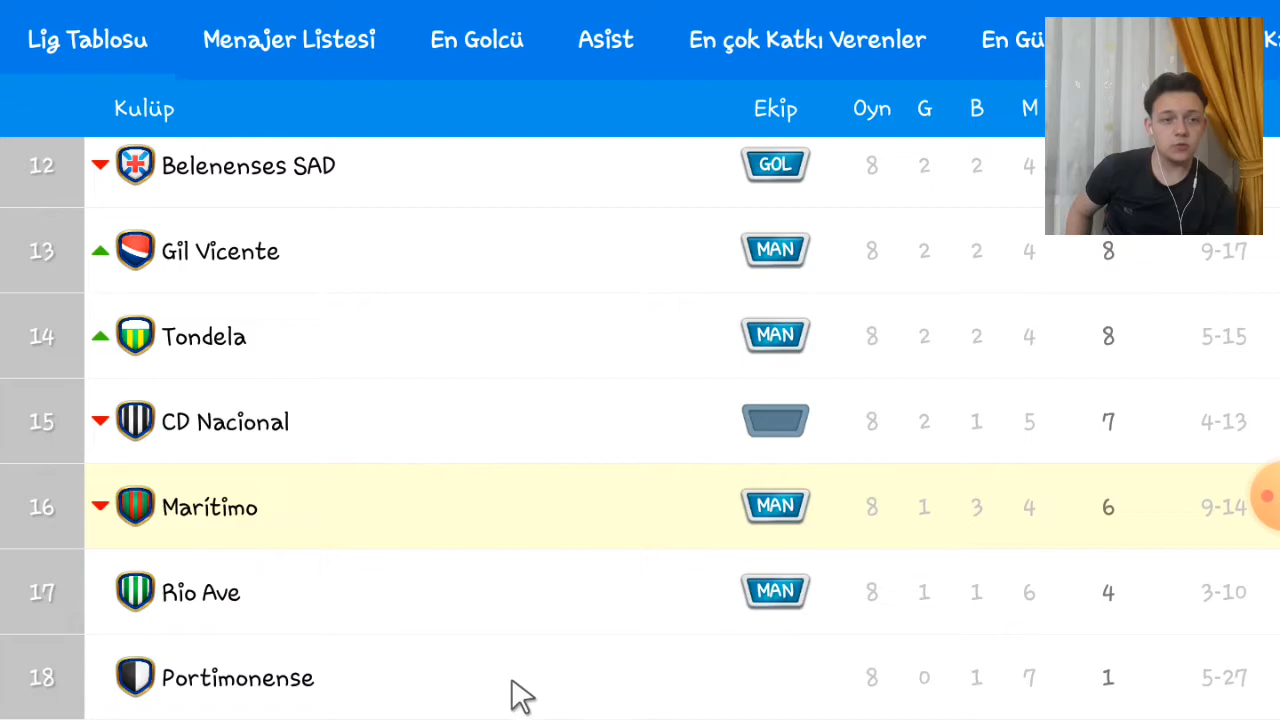 Lig Tablosu Menajer Listesi En Golcü Asist En çok Katkı Verenler En Gü
Kulüp Ekip Oyn G B M
12 Belenenses SAD GOL 8 2 2 4
13 Gil Vicente MAN 8 2 2 4 8 9-17
14 Tondela MAN 8 2 2 4 8 5-15
15 CD Nacional 8 2 1 5 7 4-13
16 Marítimo MAN 8 1 3 4 6 9-14
17 Rio Ave MAN 8 1 1 6 4 3-10
18 Portimonense 8 0 1 7 1 5-27